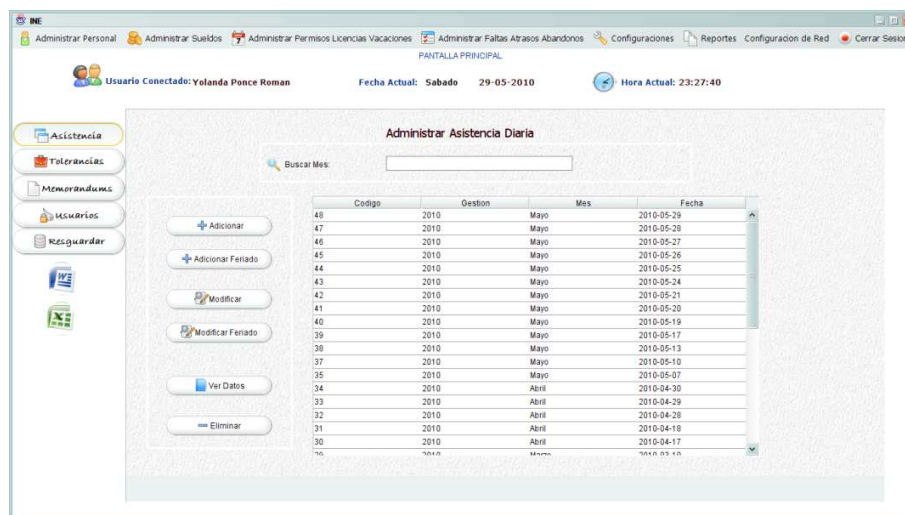 INE
Administrar Personal Administrar Sueldos Administrar Permisos Licencias Vacaciones Administrar Faltas Atrasos Abandonos Configuraciones Reportes Configuracion de Red Cerrar Sesion
PANTALLA PRINCIPAL
Usuario Conectado: Yolanda Ponce Roman Fecha Actual: Sabado 29-05-2010 Hora Actual: 23:27:40
Asistencia
Tolerancias
Memorandums
Usuarios
Resguardar
Administrar Asistencia Diaria
Buscar Mes:
Adicionar
Adicionar Feriado
Modificar
Modificar Feriado
Ver Datos
Eliminar
Codigo Gestion Mes Fecha
48 2010 Mayo 2010-05-29
47 2010 Mayo 2010-05-28
46 2010 Mayo 2010-05-27
45 2010 Mayo 2010-05-26
44 2010 Mayo 2010-05-25
43 2010 Mayo 2010-05-24
42 2010 Mayo 2010-05-21
41 2010 Mayo 2010-05-20
40 2010 Mayo 2010-05-19
39 2010 Mayo 2010-05-17
38 2010 Mayo 2010-05-13
37 2010 Mayo 2010-05-10
35 2010 Mayo 2010-05-07
34 2010 Abril 2010-04-30
33 2010 Abril 2010-04-29
32 2010 Abril 2010-04-28
31 2010 Abril 2010-04-18
30 2010 Abril 2010-04-17
29 2010 Marzo